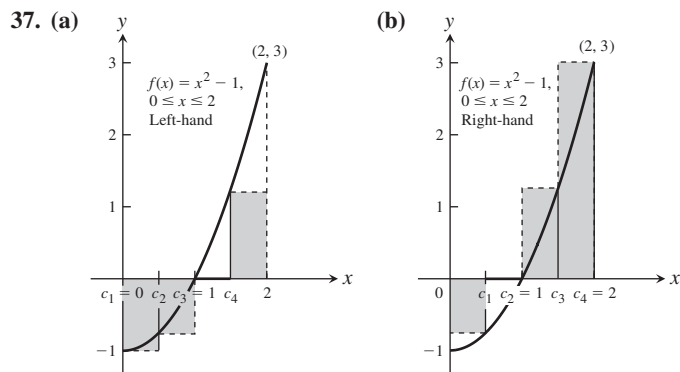 37. (a)
y
(2, 3)
3
f(x) = x² − 1,
0 ≤ x ≤ 2
Left-hand
2
1
x
c₁ = 0 c₂ c₃ = 1 c₄ 2
−1
(b)
y
(2, 3)
3
f(x) = x² − 1,
0 ≤ x ≤ 2
Right-hand
2
1
x
0 c₁ c₂ = 1 c₃ c₄ = 2
−1